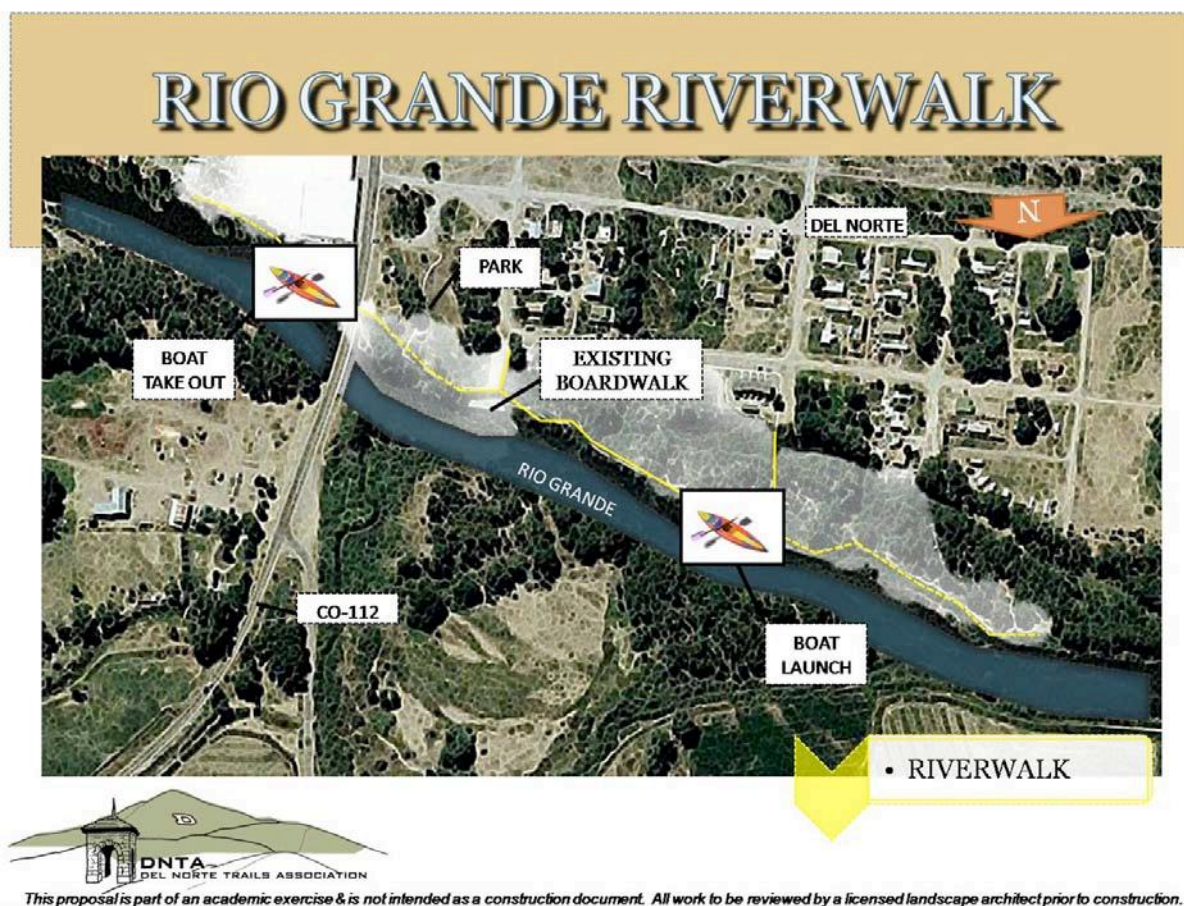 RIO GRANDE RIVERWALK
N
DEL NORTE
PARK
BOAT
TAKE OUT
EXISTING
BOARDWALK
RIO GRANDE
CO-112
BOAT
LAUNCH
• RIVERWALK
D
DNTA
DEL NORTE TRAILS ASSOCIATION
This proposal is part of an academic exercise & is not intended as a construction document. All work to be reviewed by a licensed landscape architect prior to construction.